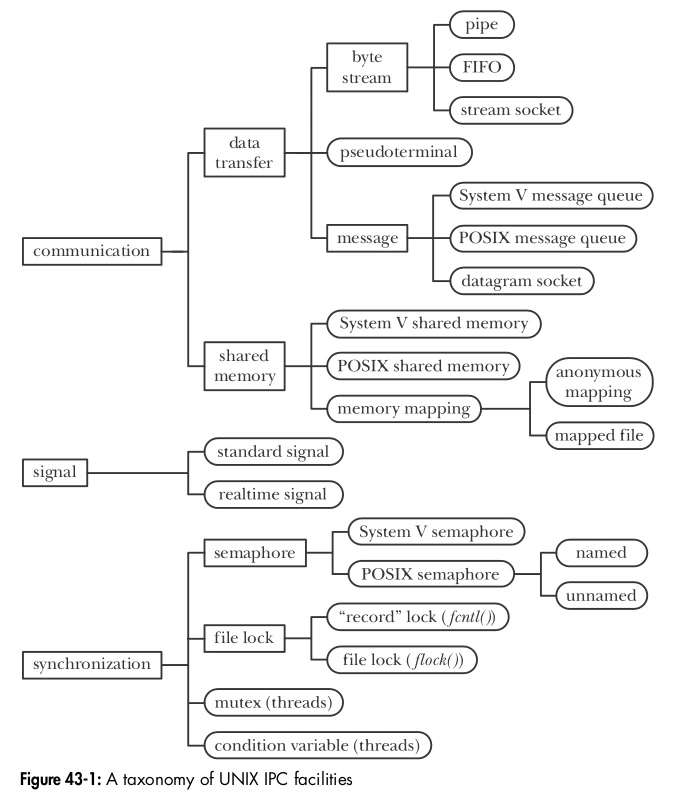 pipe
byte
stream
FIFO
stream socket
data
transfer
pseudoterminal
System V message queue
communication
message
POSIX message queue
datagram socket
System V shared memory
shared
memory
POSIX shared memory
anonymous
mapping
memory mapping
mapped file
standard signal
signal
realtime signal
System V semaphore
semaphore
named
POSIX semaphore
unnamed
"record" lock (fcntl())
file lock
file lock (flock())
synchronization
mutex (threads)
condition variable (threads)
Figure 43-1: A taxonomy of UNIX IPC facilities